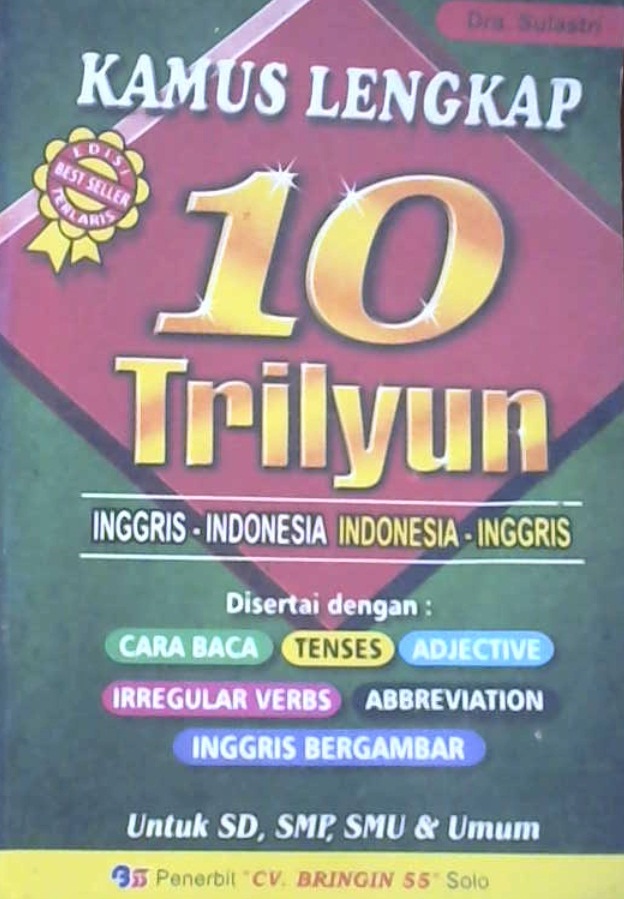 Dra. Sulastri
KAMUS LENGKAP
EDISI
BEST SELLER
TERLARIS
10
Trilyun
INGGRIS - INDONESIA INDONESIA - INGGRIS
Disertai dengan :
CARA BACA TENSES ADJECTIVE
IRREGULAR VERBS ABBREVIATION
INGGRIS BERGAMBAR
Untuk SD, SMP, SMU & Umum
B55 Penerbit "CV. BRINGIN 55" Solo